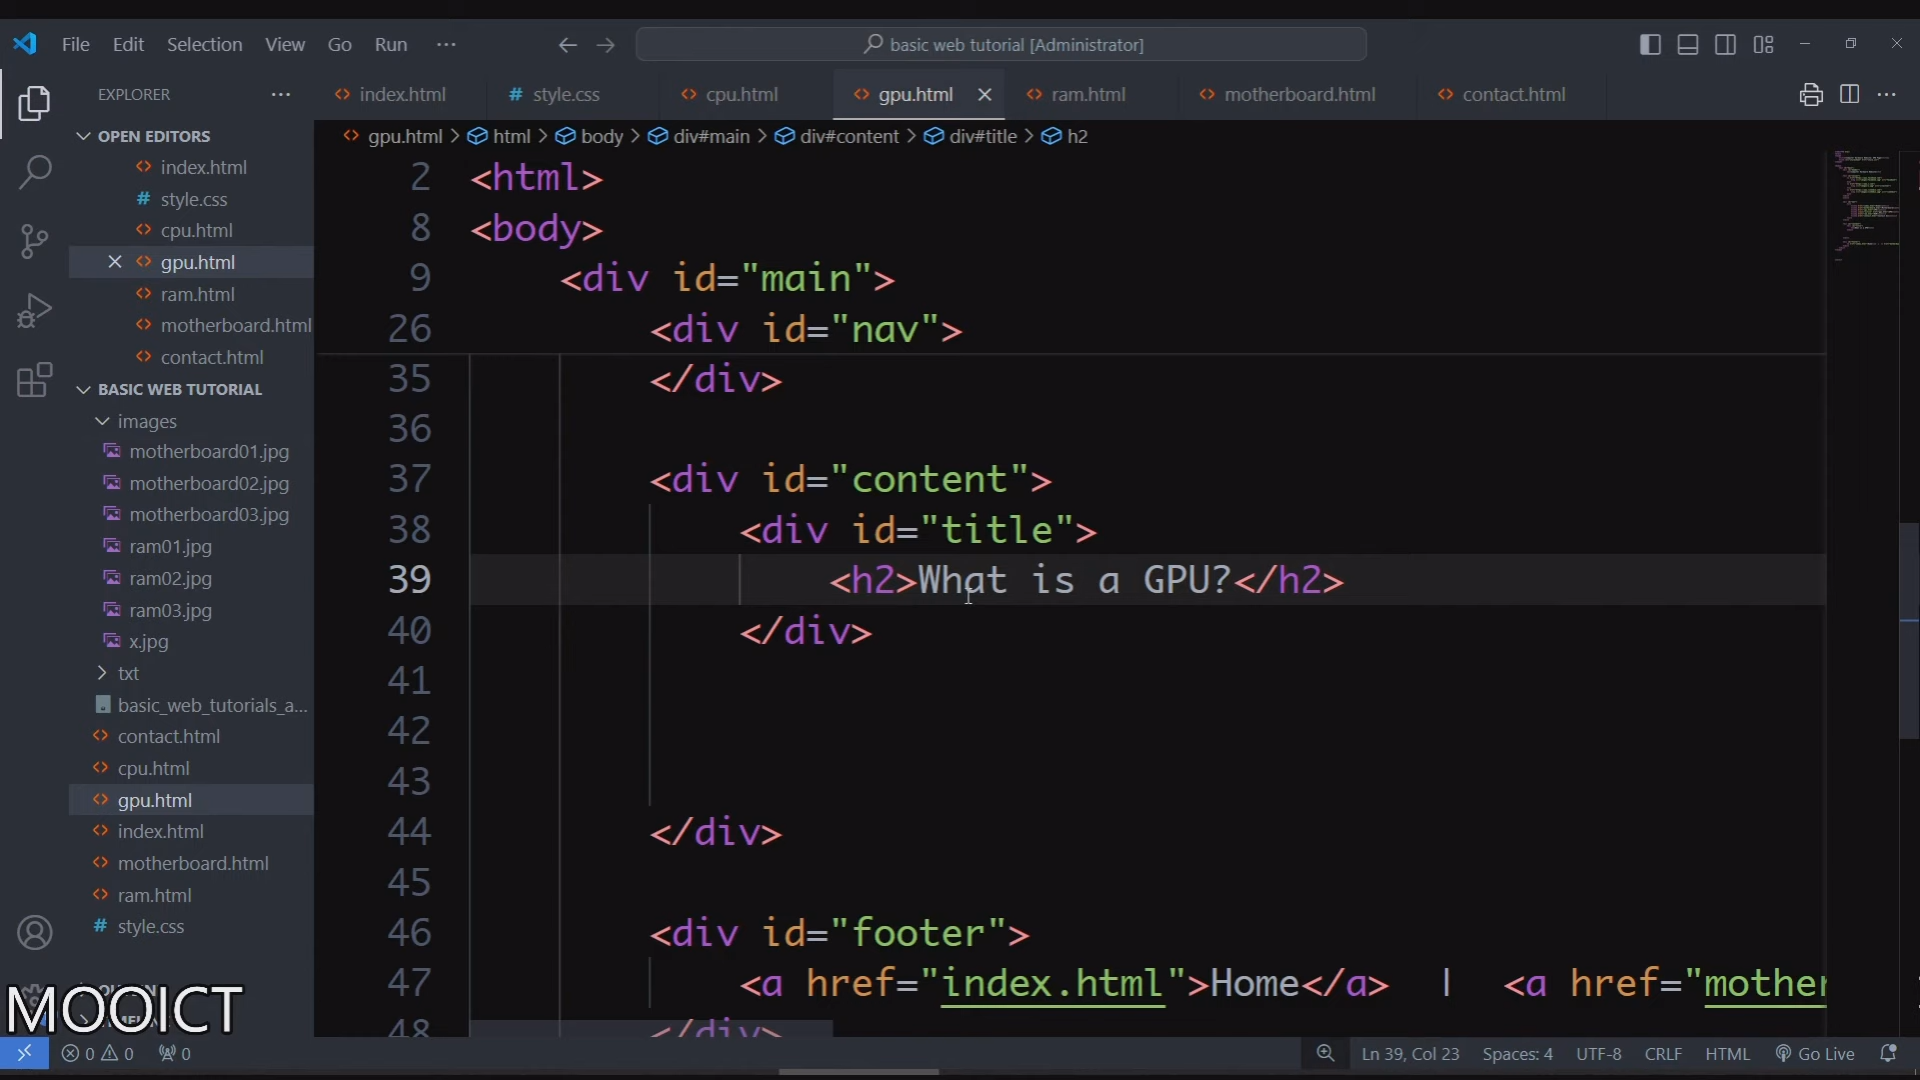 File Edit Selection View Go Run ··· basic web tutorial [Administrator]
EXPLORER ··· index.html # style.css cpu.html gpu.html ram.html motherboard.html contact.html ···
OPEN EDITORS
index.html
# style.css
cpu.html
gpu.html
ram.html
motherboard.html
contact.html
BASIC WEB TUTORIAL
images
motherboard01.jpg
motherboard02.jpg
motherboard03.jpg
ram01.jpg
ram02.jpg
ram03.jpg
x.jpg
txt
basic_web_tutorials_a...
contact.html
cpu.html
gpu.html
index.html
motherboard.html
ram.html
# style.css
MOOICT
gpu.html > html > body > div#main > div#content > div#title > h2
2 <html>
8 <body>
9 <div id="main">
26 <div id="nav">
35 </div>
36
37 <div id="content">
38 <div id="title">
39 <h2>What is a GPU?</h2>
40 </div>
41
42
43
44 </div>
45
46 <div id="footer">
47 <a href="index.html">Home</a> | <a href="mother
48 </div>
0 0 0 Ln 39, Col 23 Spaces: 4 UTF-8 CRLF HTML Go Live